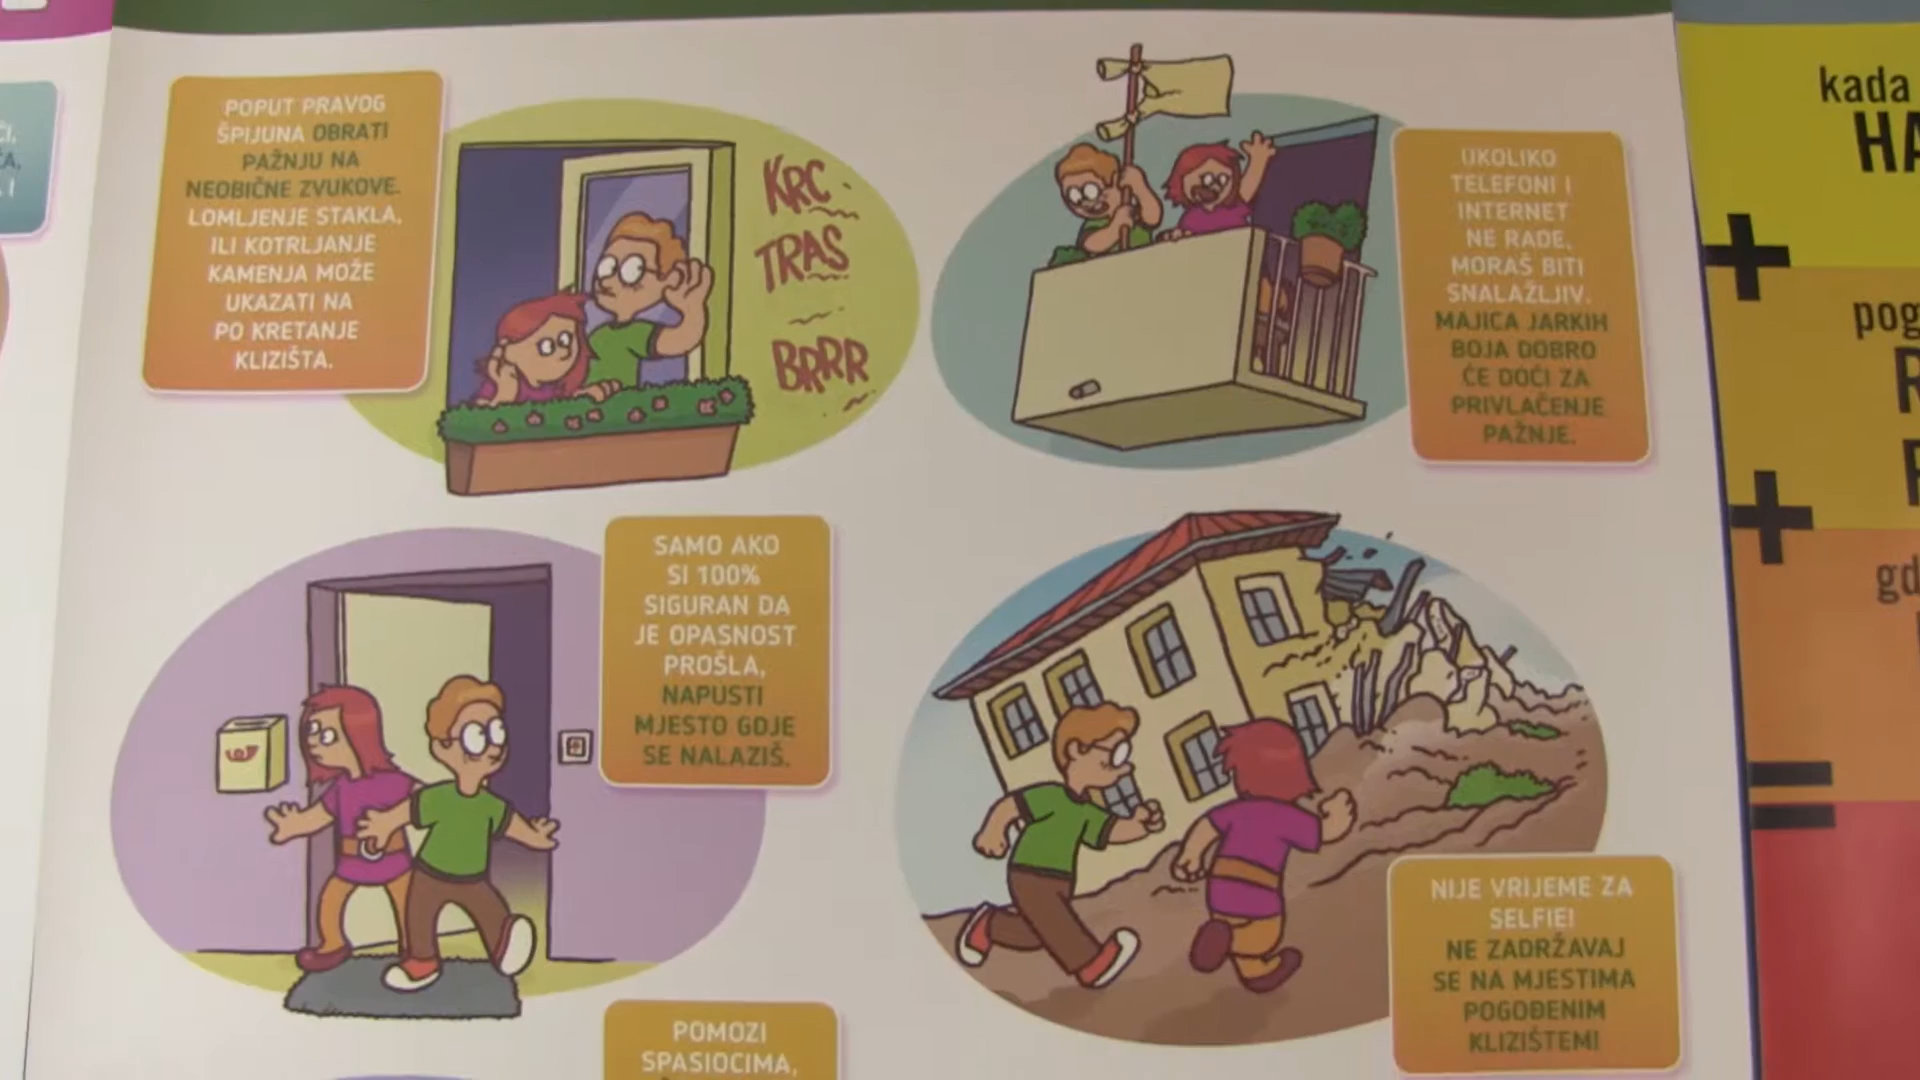 POPUT PRAVOG
ŠPIJUNA OBRATI
PAŽNJU NA
NEOBIČNE ZVUKOVE.
LOMLJENJE STAKLA,
ILI KOTRLJANJE
KAMENJA MOŽE
UKAZATI NA
PO KRETANJE
KLIZIŠTA.
KRC
TRAS
BRRR
UKOLIKO
TELEFONI I
INTERNET
NE RADE,
MORAŠ BITI
SNALAŽLJIV.
MAJICA JARKIH
BOJA DOBRO
ĆE DOĆI ZA
PRIVLAČENJE
PAŽNJE.
SAMO AKO
SI 100%
SIGURAN DA
JE OPASNOST
PROŠLA,
NAPUSTI
MJESTO GDJE
SE NALAZIŠ.
NIJE VRIJEME ZA
SELFIE!
NE ZADRŽAVAJ
SE NA MJESTIMA
POGOĐENIM
KLIZIŠTEM!
POMOZI
SPASIOCIMA,
kada
HA
+
pog
+
gd
=